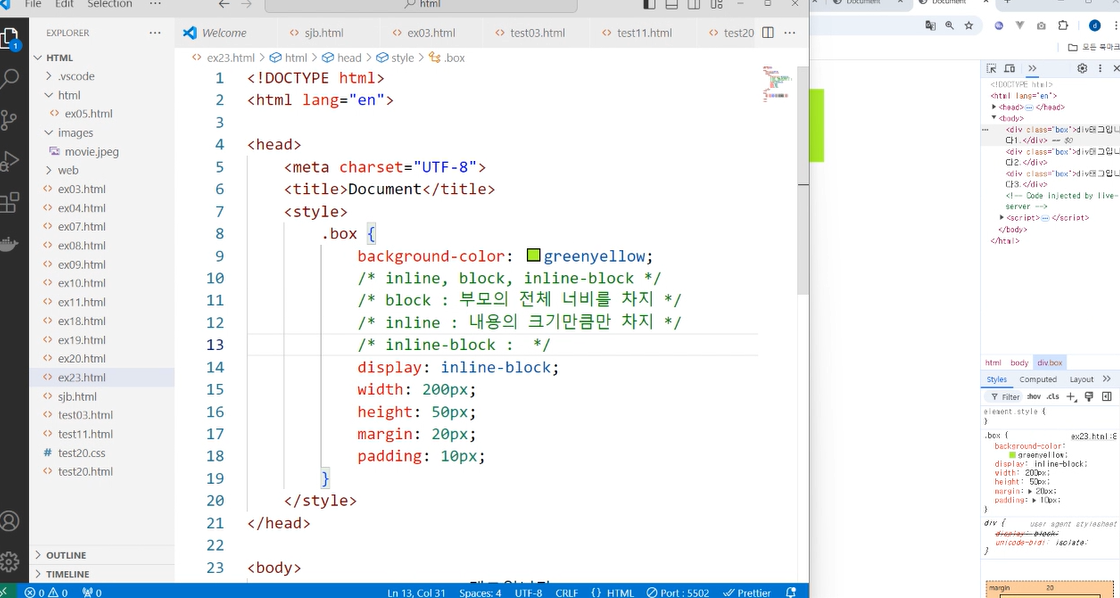 File Edit Selection ···
html
Document
Document
EXPLORER ···
Welcome
sjb.html
ex03.html
test03.html
test11.html
test20
모든 북마크
ex23.html > html > head > style > .box
HTML
.vscode
html
ex05.html
images
movie.jpeg
web
ex03.html
ex04.html
ex07.html
ex08.html
ex09.html
ex10.html
ex11.html
ex18.html
ex19.html
ex20.html
ex23.html
sjb.html
test03.html
test11.html
test20.css
test20.html
OUTLINE
TIMELINE
1 <!DOCTYPE html>
2 <html lang="en">
3
4 <head>
5 <meta charset="UTF-8">
6 <title>Document</title>
7 <style>
8 .box {
9 background-color: greenyellow;
10 /* inline, block, inline-block */
11 /* block : 부모의 전체 너비를 차지 */
12 /* inline : 내용의 크기만큼만 차지 */
13 /* inline-block :  */
14 display: inline-block;
15 width: 200px;
16 height: 50px;
17 margin: 20px;
18 padding: 10px;
19 }
20 </style>
21 </head>
22
23 <body>
<!DOCTYPE html>
<html lang="en">
<head> </head>
<body>
<div class="box">div태그입니
다1.</div> == $0
<div class="box">div태그입니
다2.</div>
<div class="box">div태그입니
다3.</div>
<!-- Code injected by live-
server -->
<script> </script>
</body>
</html>
html body div.box
Styles Computed Layout
Filter :hov .cls
element.style {
}
.box { ex23.html:8
background-color:
greenyellow;
display: inline-block;
width: 200px;
height: 50px;
margin: 20px;
padding: 10px;
}
div { user agent stylesheet
display: block;
unicode-bidi: isolate;
}
margin 20
0 0 0 Ln 13, Col 31 Spaces: 4 UTF-8 CRLF {} HTML Port : 5502 Prettier